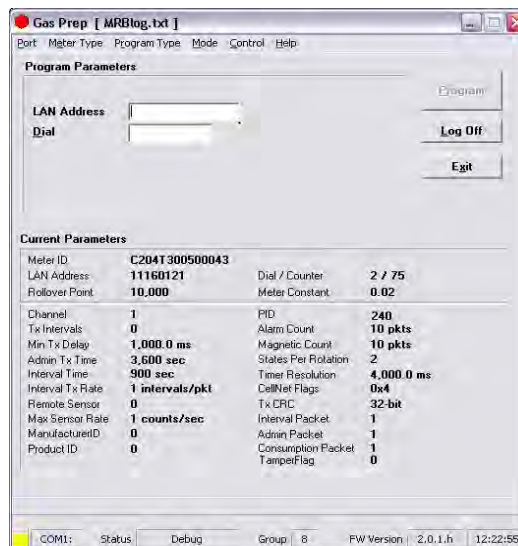 Gas Prep [ MRBlog.txt ]
Port Meter Type Program Type Mode Control Help
Program Parameters
Program
LAN Address
Dial
Log Off
Exit
Current Parameters
Meter ID C204T300500043
LAN Address 11160121 Dial / Counter 2 / 75
Rollover Point 10,000 Meter Constant 0.02
Channel 1 PID 240
Tx Intervals 0 Alarm Count 10 pkts
Min Tx Delay 1,000.0 ms Magnetic Count 10 pkts
Admin Tx Time 3,600 sec States Per Rotation 2
Interval Time 900 sec Timer Resolution 4,000.0 ms
Interval Tx Rate 1 intervals/pkt CellNet Flags 0x4
Remote Sensor 0 Tx CRC 32-bit
Max Sensor Rate 1 counts/sec Interval Packet 1
ManufacturerID 0 Admin Packet 1
Product ID 0 Consumption Packet 1
TamperFlag 0
COM1: Status Debug Group 8 FW Version 2.0.1.h 12:22:55